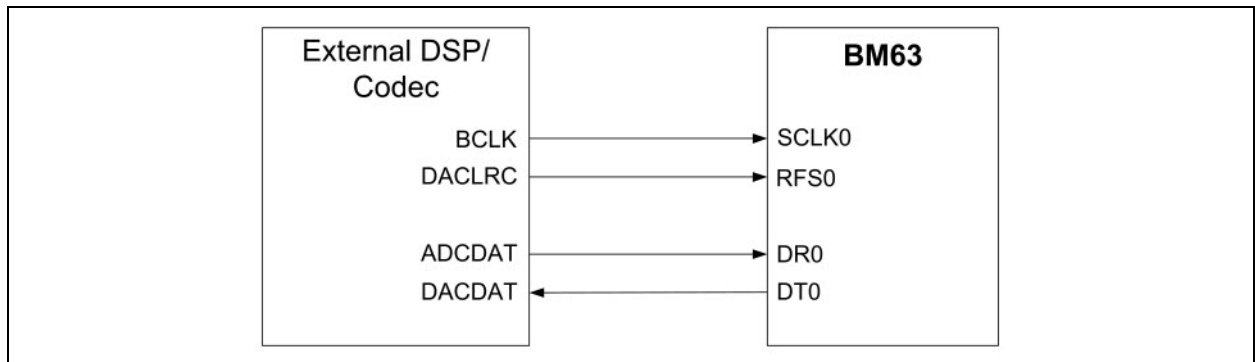 External DSP/
Codec
BM63
BCLK
SCLK0
DACLRC
RFS0
ADCDAT
DR0
DACDAT
DT0